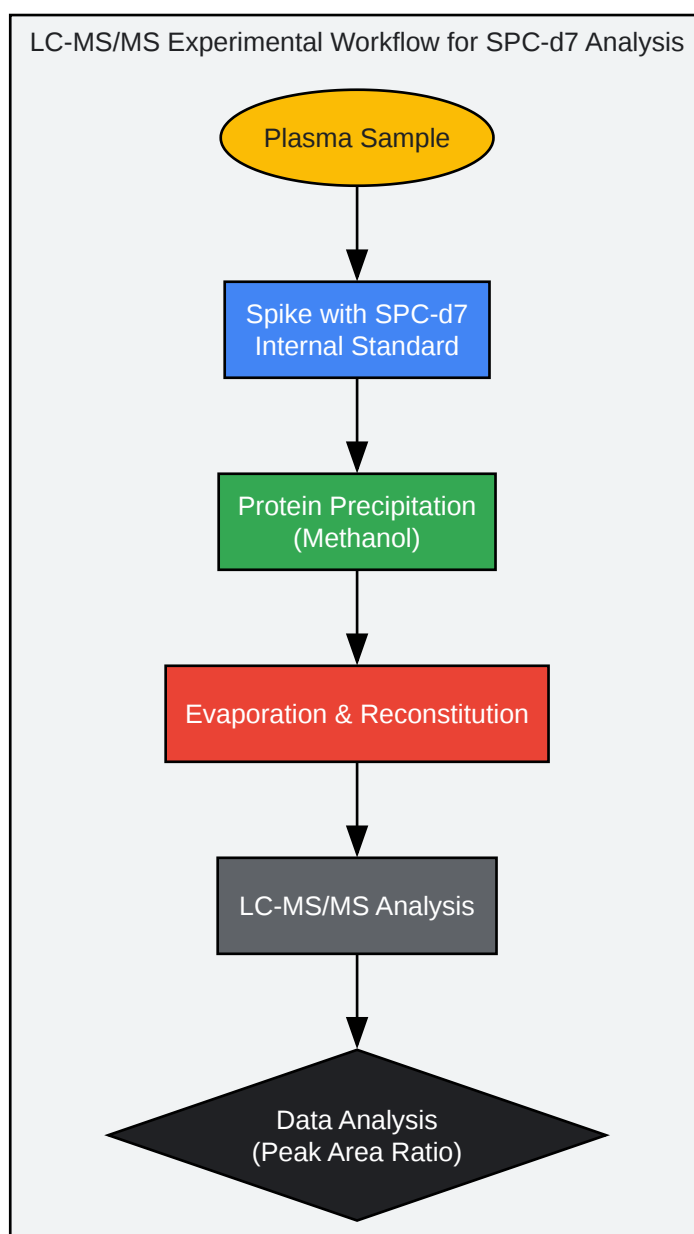 LC-MS/MS Experimental Workflow for SPC-d7 Analysis
Plasma Sample
Spike with SPC-d7
Internal Standard
Protein Precipitation
(Methanol)
Evaporation & Reconstitution
LC-MS/MS Analysis
Data Analysis
(Peak Area Ratio)